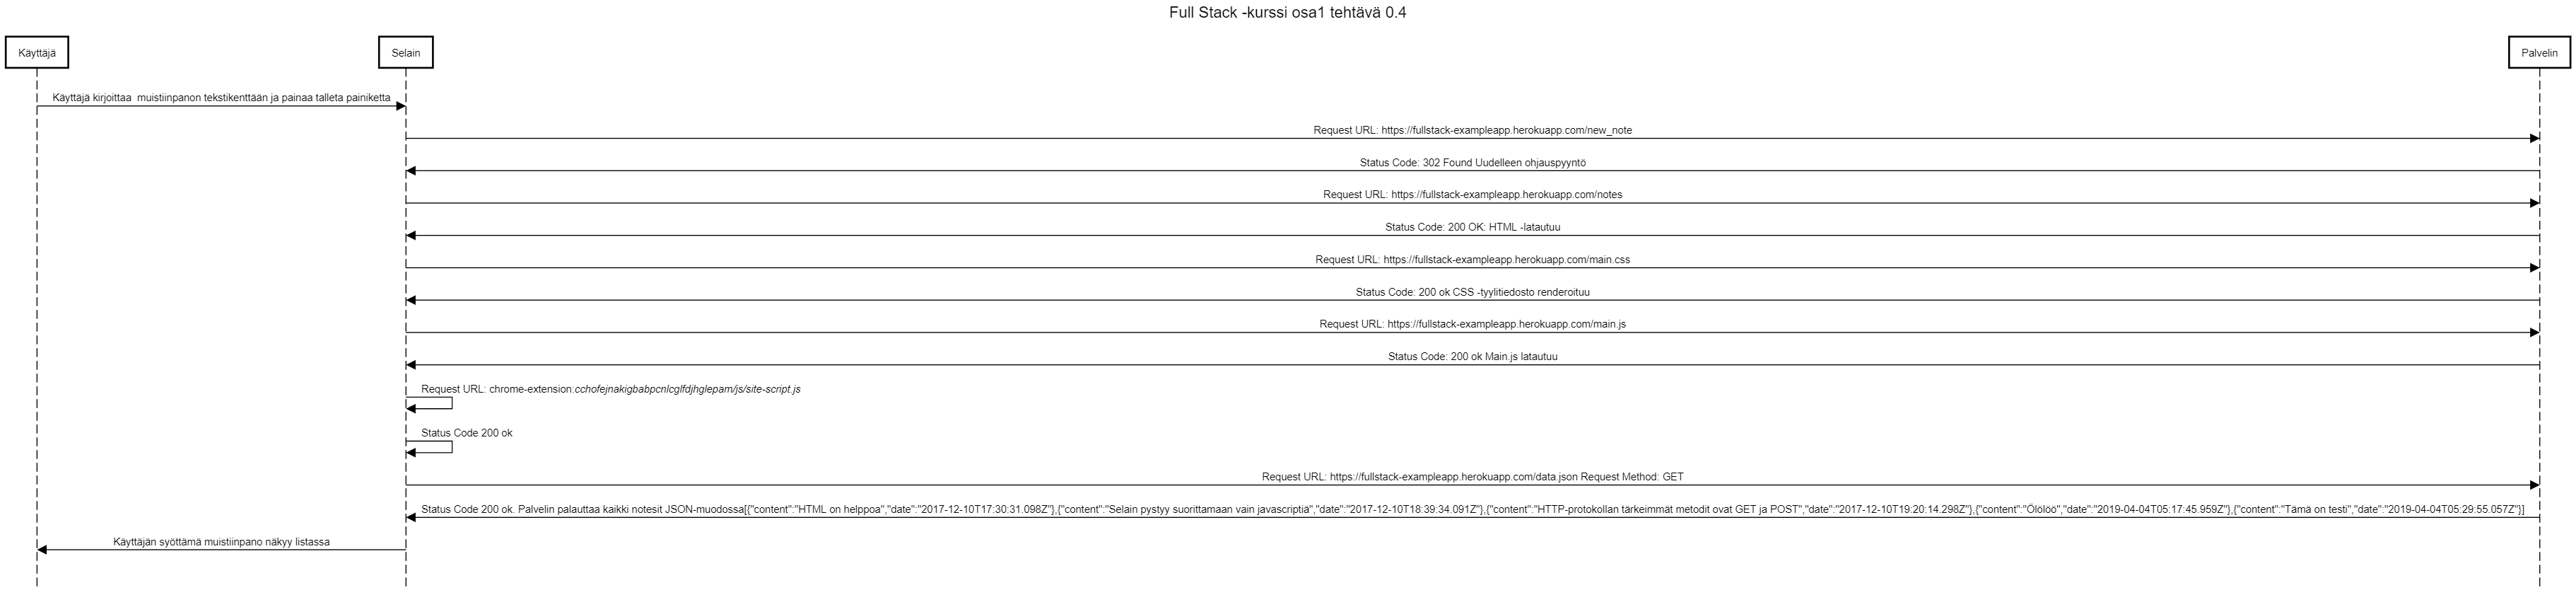 Full Stack -kurssi osa1 tehtävä 0.4
Käyttäjä
Selain
Palvelin
Käyttäjä kirjoittaa  muistiinpanon tekstikenttään ja painaa talleta painiketta
Request URL: https://fullstack-exampleapp.herokuapp.com/new_note
Status Code: 302 Found Uudelleen ohjauspyyntö
Request URL: https://fullstack-exampleapp.herokuapp.com/notes
Status Code: 200 OK: HTML -latautuu
Request URL: https://fullstack-exampleapp.herokuapp.com/main.css
Status Code: 200 ok CSS -tyylitiedosto renderoituu
Request URL: https://fullstack-exampleapp.herokuapp.com/main.js
Status Code: 200 ok Main.js latautuu
Request URL: chrome-extension:cchofejnakigbabpcnlcglfdjhglepam/js/site-script.js
Status Code 200 ok
Request URL: https://fullstack-exampleapp.herokuapp.com/data.json Request Method: GET
Status Code 200 ok. Palvelin palauttaa kaikki notesit JSON-muodossa[{"content":"HTML on helppoa","date":"2017-12-10T17:30:31.098Z"},{"content":"Selain pystyy suorittamaan vain javascriptiä","date":"2017-12-10T18:39:34.091Z"},{"content":"HTTP-protokollan tärkeimmät metodit ovat GET ja POST","date":"2017-12-10T19:20:14.298Z"},{"content":"Ölölöö","date":"2019-04-04T05:17:45.959Z"},{"content":"Tämä on testi","date":"2019-04-04T05:29:55.057Z"}]
Käyttäjän syöttämä muistiinpano näkyy listassa